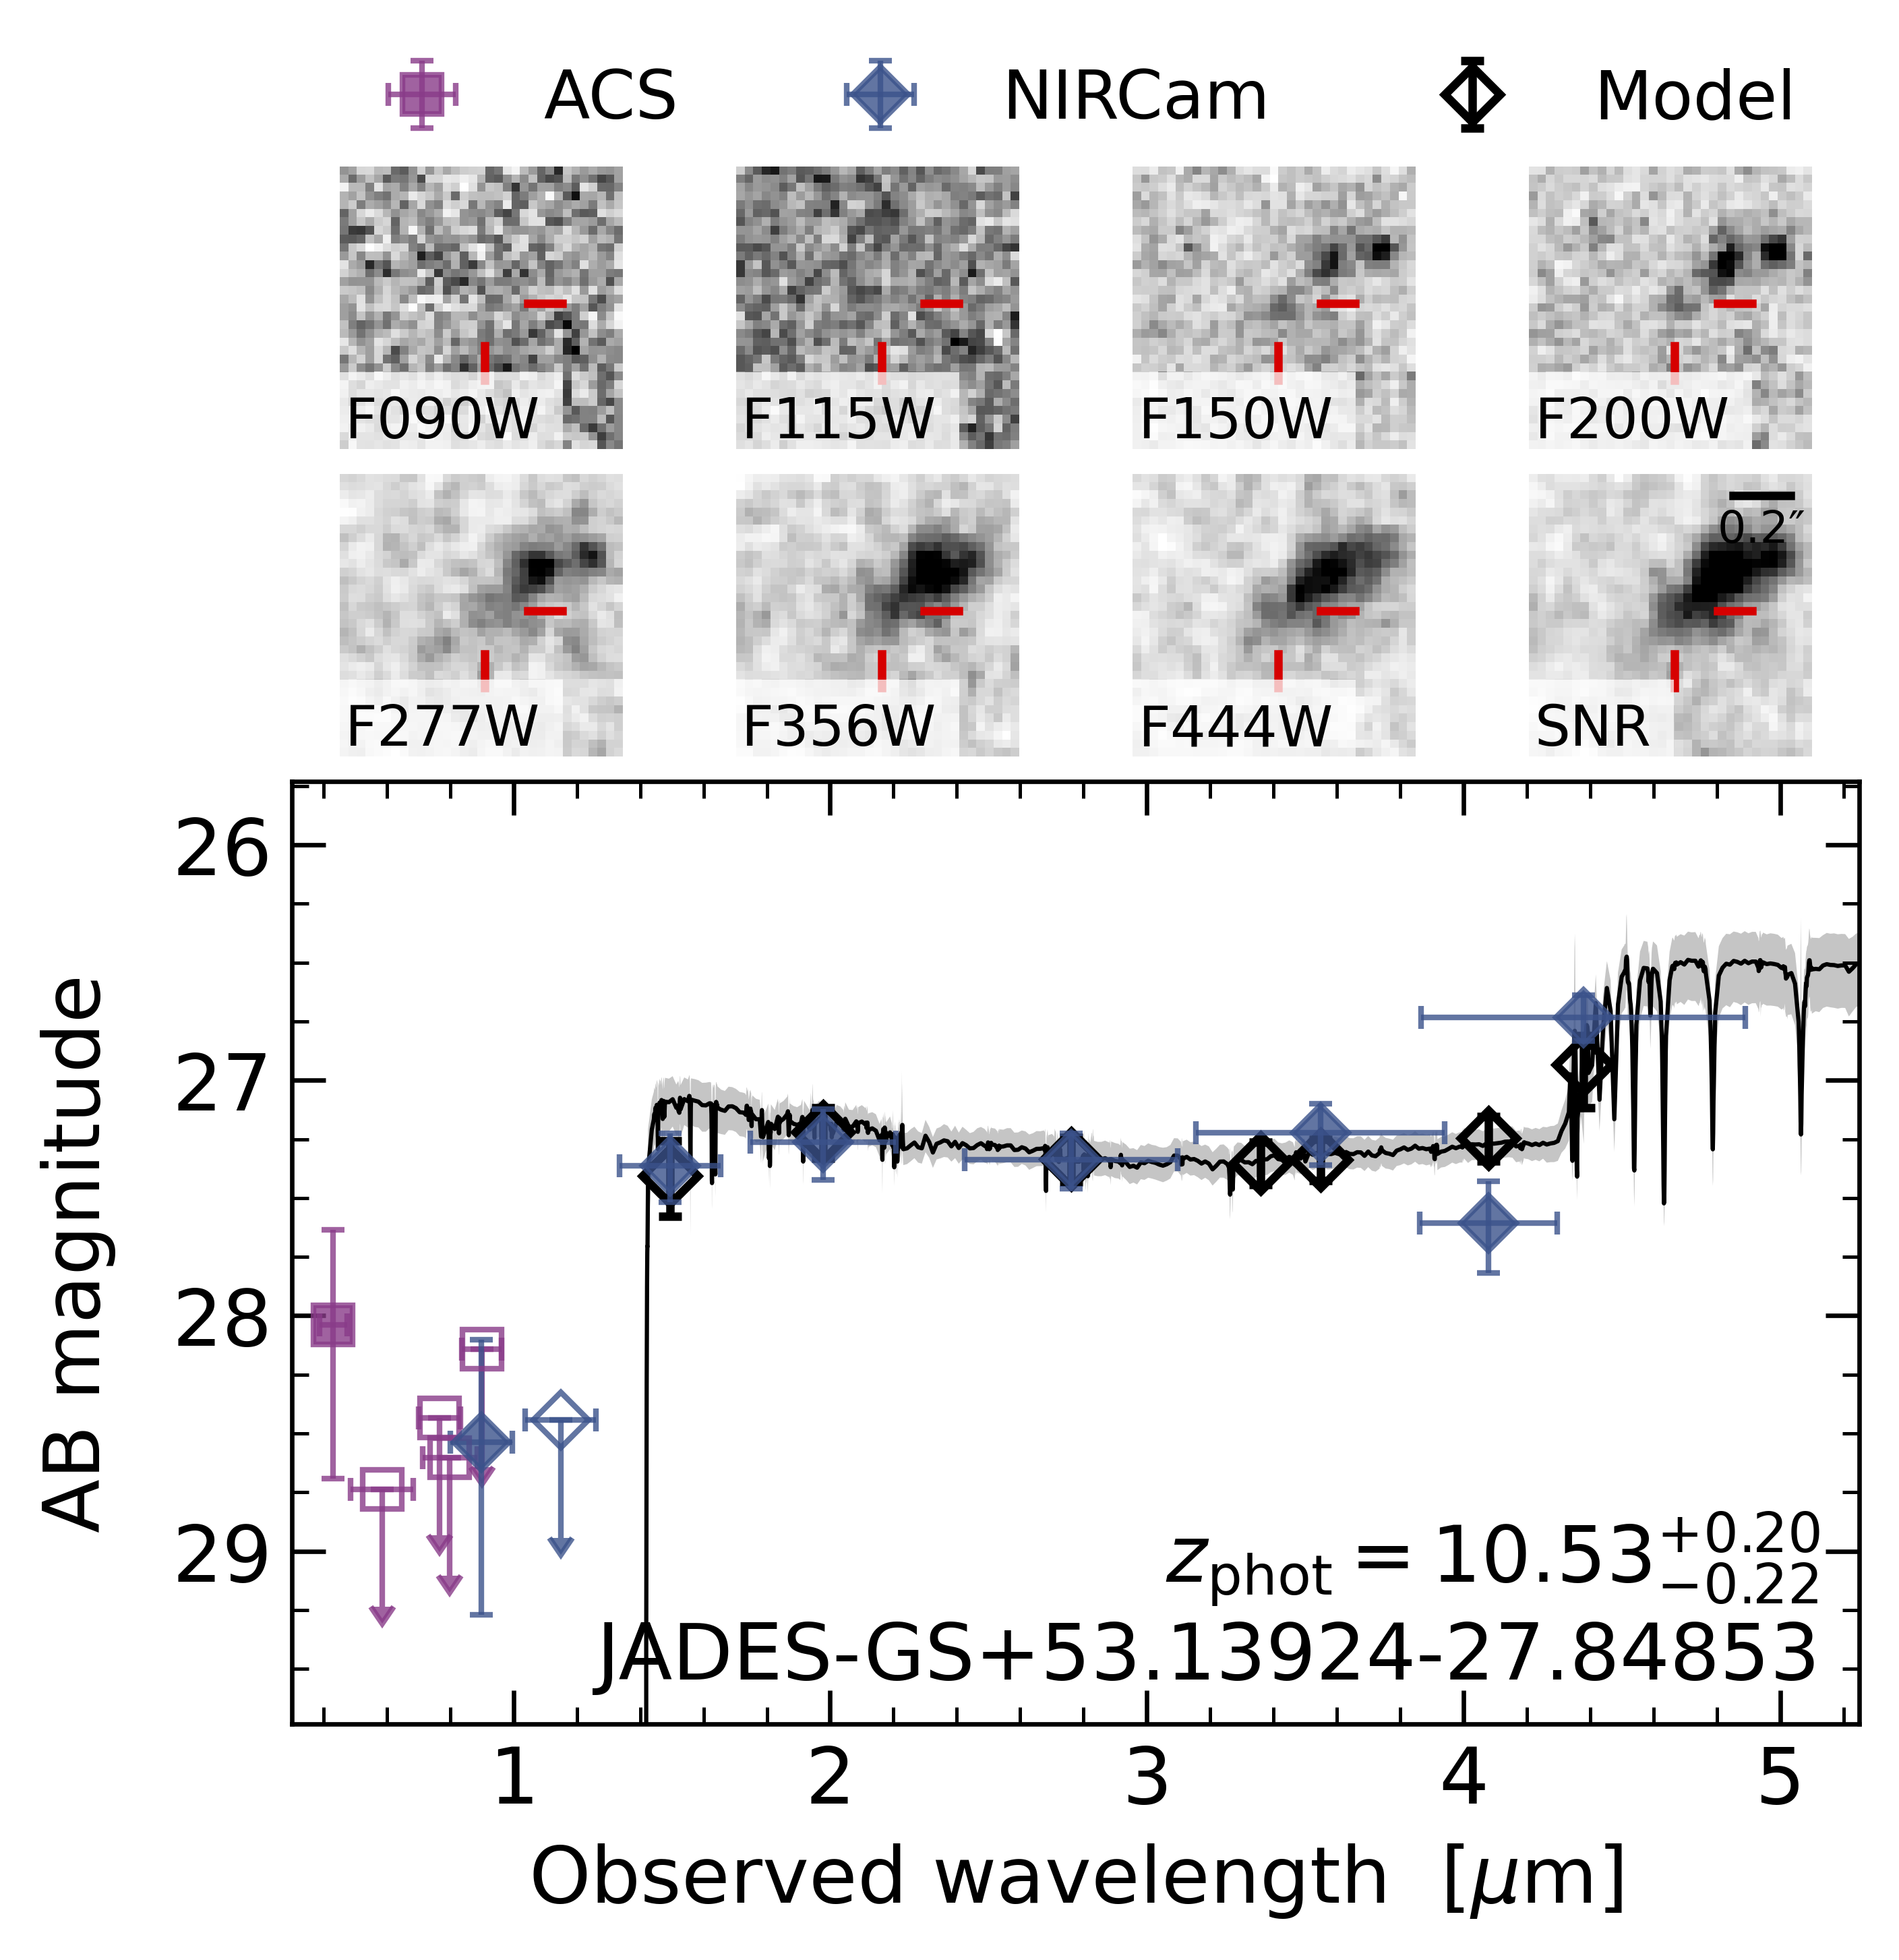 ACS NIRCam Model
F090W F115W F150W F200W
0.2″
F277W F356W F444W SNR
26
27
28
29
AB magnitude
z_phot = 10.53 +0.20 −0.22
JADES-GS+53.13924-27.84853
1 2 3 4 5
Observed wavelength [μm]